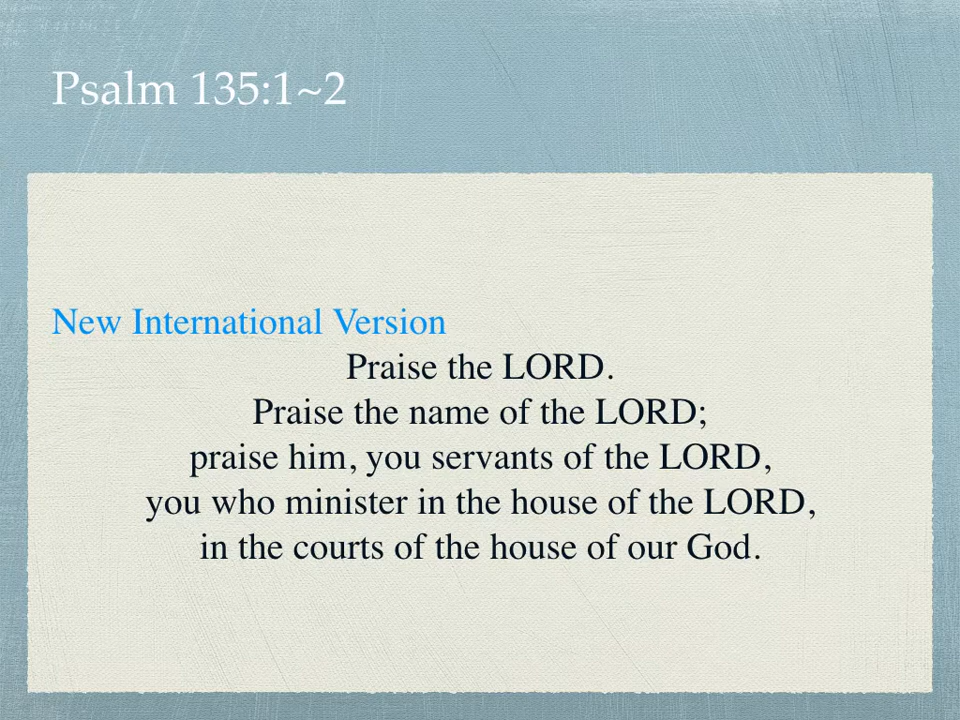 Psalm 135:1~2
New International Version
Praise the LORD.
Praise the name of the LORD;
praise him, you servants of the LORD,
you who minister in the house of the LORD,
in the courts of the house of our God.